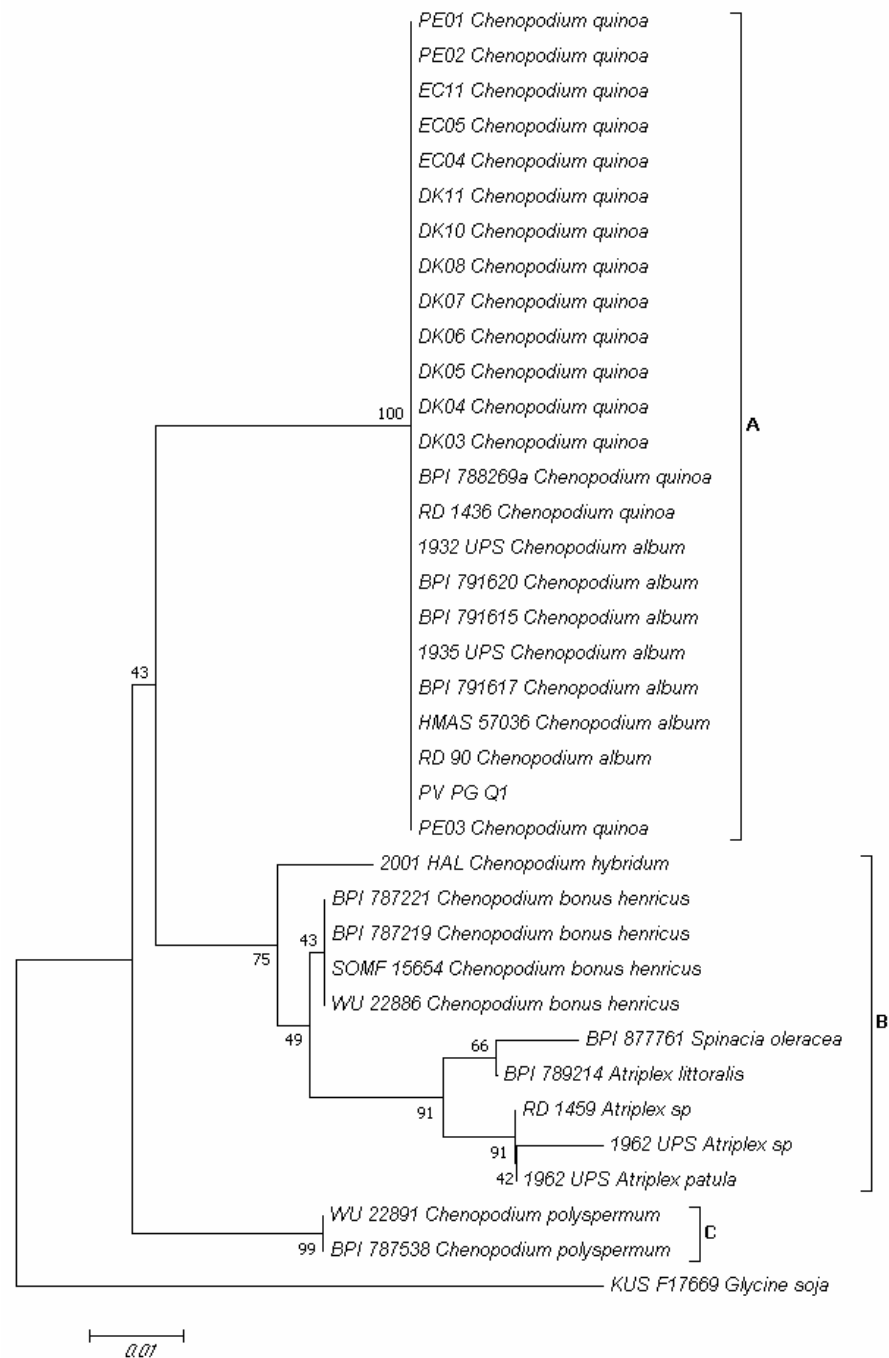 PE01 Chenopodium quinoa
PE02 Chenopodium quinoa
EC11 Chenopodium quinoa
EC05 Chenopodium quinoa
EC04 Chenopodium quinoa
DK11 Chenopodium quinoa
DK10 Chenopodium quinoa
DK08 Chenopodium quinoa
DK07 Chenopodium quinoa
DK06 Chenopodium quinoa
DK05 Chenopodium quinoa
100
DK04 Chenopodium quinoa
A
DK03 Chenopodium quinoa
BPI 788269a Chenopodium quinoa
RD 1436 Chenopodium quinoa
1932 UPS Chenopodium album
BPI 791620 Chenopodium album
BPI 791615 Chenopodium album
1935 UPS Chenopodium album
43
BPI 791617 Chenopodium album
HMAS 57036 Chenopodium album
RD 90 Chenopodium album
PV PG Q1
PE03 Chenopodium quinoa
2001 HAL Chenopodium hybridum
BPI 787221 Chenopodium bonus henricus
43
BPI 787219 Chenopodium bonus henricus
75
SOMF 15654 Chenopodium bonus henricus
WU 22886 Chenopodium bonus henricus
B
49
BPI 877761 Spinacia oleracea
66
BPI 789214 Atriplex littoralis
91
RD 1459 Atriplex sp
1962 UPS Atriplex sp
91
42
1962 UPS Atriplex patula
WU 22891 Chenopodium polyspermum
C
99
BPI 787538 Chenopodium polyspermum
KUS F17669 Glycine soja
0.01